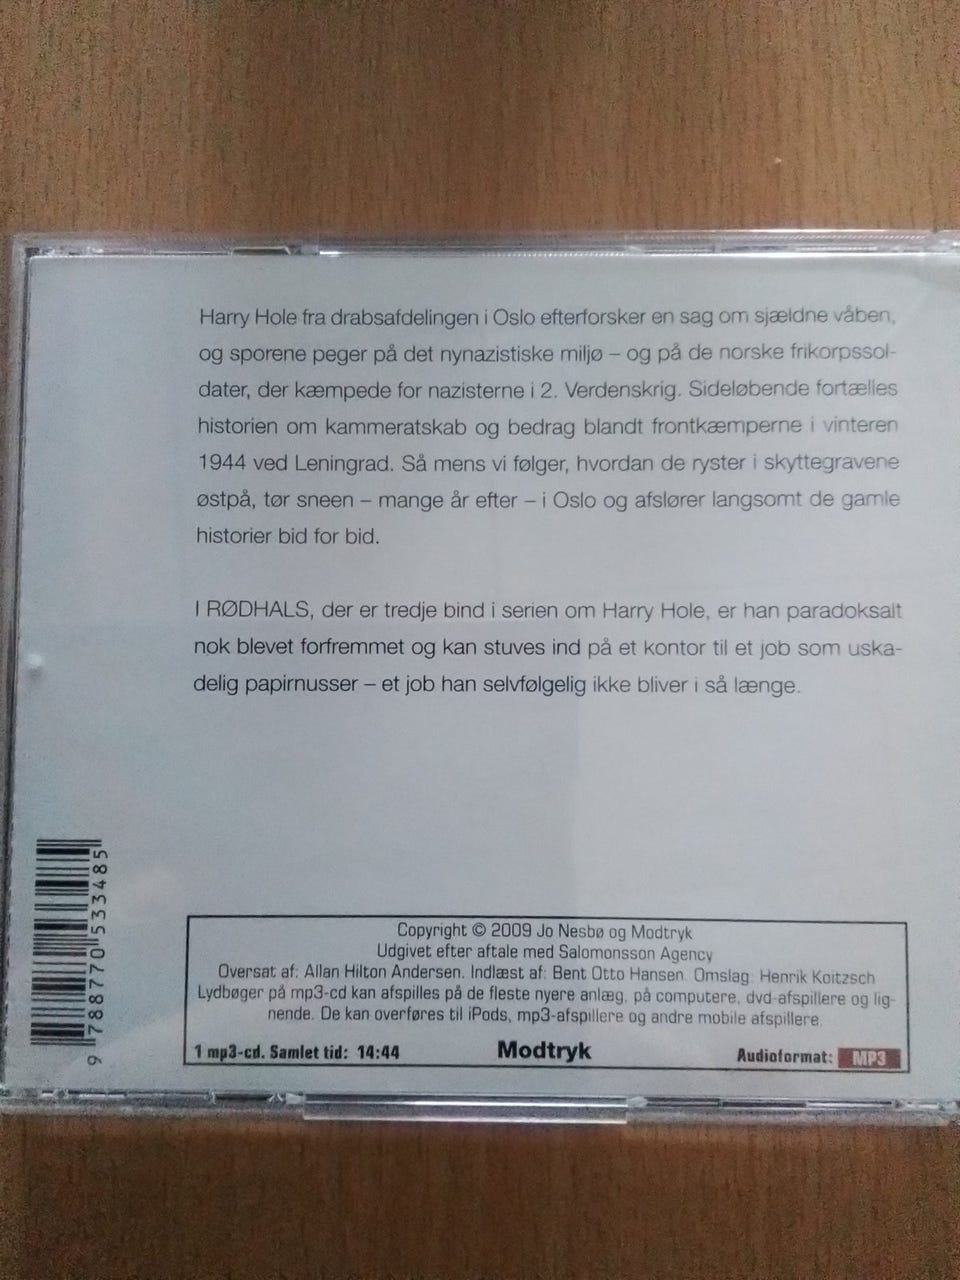 Harry Hole fra drabsafdelingen i Oslo efterforsker en sag om sjældne våben,
og sporene peger på det nynazistiske miljø – og på de norske frikorpssol-
dater, der kæmpede for nazisterne i 2. Verdenskrig. Sideløbende fortælles
historien om kammeratskab og bedrag blandt frontkæmperne i vinteren
1944 ved Leningrad. Så mens vi følger, hvordan de ryster i skyttegravene
østpå, tør sneen – mange år efter – i Oslo og afslører langsomt de gamle
historier bid for bid.
I RØDHALS, der er tredje bind i serien om Harry Hole, er han paradoksalt
nok blevet forfremmet og kan stuves ind på et kontor til et job som uska-
delig papirnusser – et job han selvfølgelig ikke bliver i så længe.
9 788770 533485
Copyright © 2009 Jo Nesbø og Modtryk
Udgivet efter aftale med Salomonsson Agency
Oversat af: Allan Hilton Andersen. Indlæst af: Bent Otto Hansen. Omslag: Henrik Koitzsch
Lydbøger på mp3-cd kan afspilles på de fleste nyere anlæg, på computere, dvd-afspillere og lig-
nende. De kan overføres til iPods, mp3-afspillere og andre mobile afspillere.
1 mp3-cd. Samlet tid: 14:44 Modtryk Audioformat: MP3